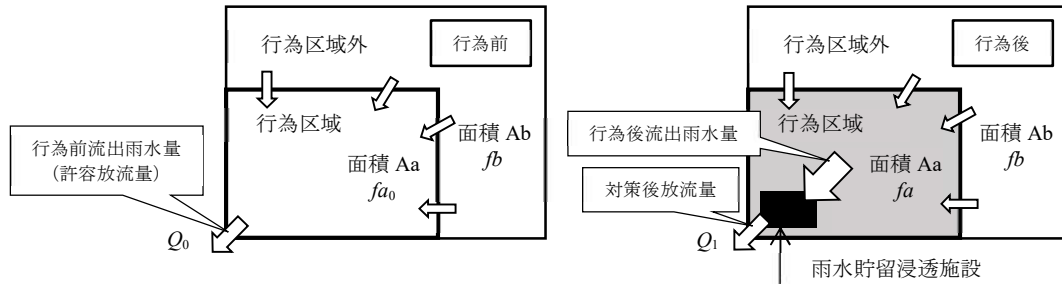 行為区域外
行為前
行為区域
行為前流出雨水量
(許容放流量)
面積 Aa
fa₀
面積 Ab
fb
Q₀
行為区域外
行為後
行為区域
行為後流出雨水量
対策後放流量
面積 Aa
fa
面積 Ab
fb
Q₁
雨水貯留浸透施設